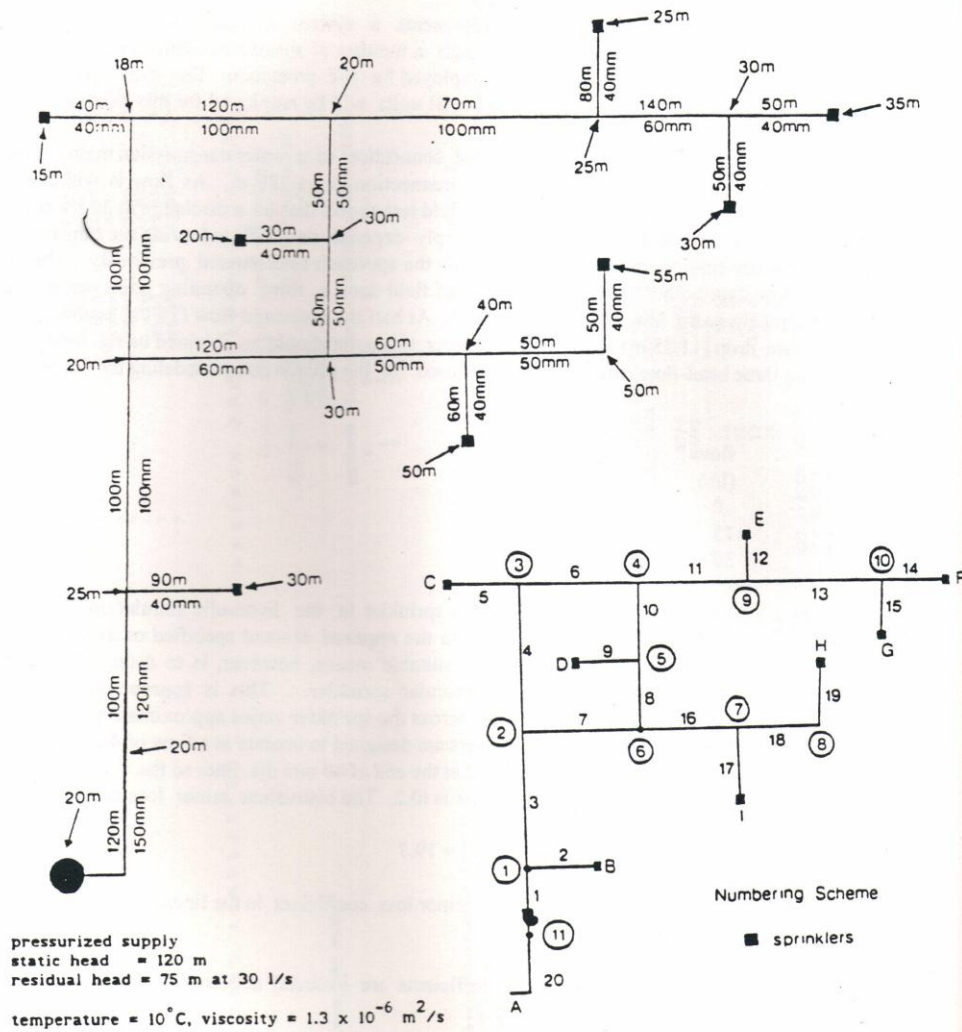 25m
18m
20m
80m
40mm
30m
40m
120m
70m
140m
50m
35m
40mm
100mm
100mm
60mm
40mm
15m
25m
50m
50mm
50m
40mm
30m
20m
30m
40mm
30m
100m
100mm
55m
50m
50mm
40m
50m
40mm
120m
60m
50m
20m
60mm
50mm
50mm
50m
30m
60m
40mm
50m
100m
100mm
90m
30m
25m
40mm
E
C
3
6
4
11
12
10
14
F
5
9
13
15
10
G
4
D
9
5
H
8
19
2
7
6
16
7
18
8
3
17
I
100m
120mm
20m
1
2
B
20m
120m
150mm
1
11
20
A
Numbering Scheme
sprinklers
pressurized supply
static head = 120 m
residual head = 75 m at 30 l/s
temperature = 10°C, viscosity = 1.3 x 10⁻⁶ m²/s